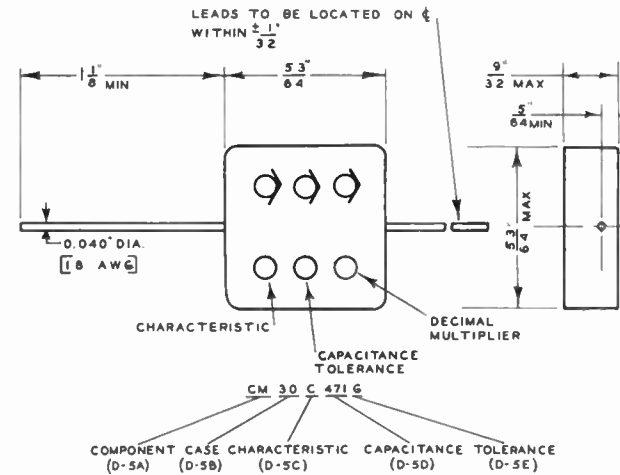 LEADS TO BE LOCATED ON ℄
WITHIN ± 1/32"
1 1/8" MIN
53/64"
9/32" MAX
5/64" MIN
53/64" MAX
0.040" DIA.
[18 AWG]
CHARACTERISTIC
CAPACITANCE
TOLERANCE
DECIMAL
MULTIPLIER
CM 30 C 471 G
COMPONENT CASE CHARACTERISTIC CAPACITANCE TOLERANCE
(D-5A) (D-5B) (D-5C) (D-5D) (D-5E)